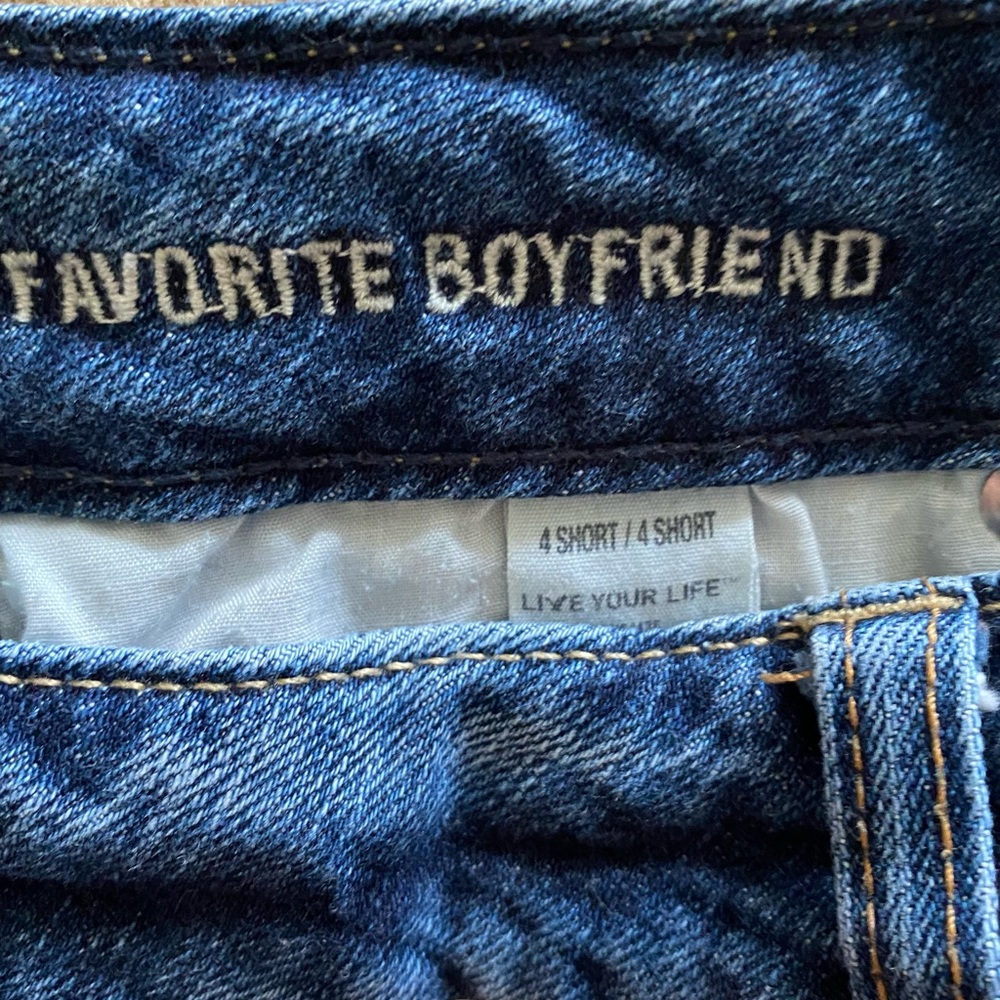 FAVORITE BOYFRIEND
4 SHORT / 4 SHORT
LIVE YOUR LIFE™